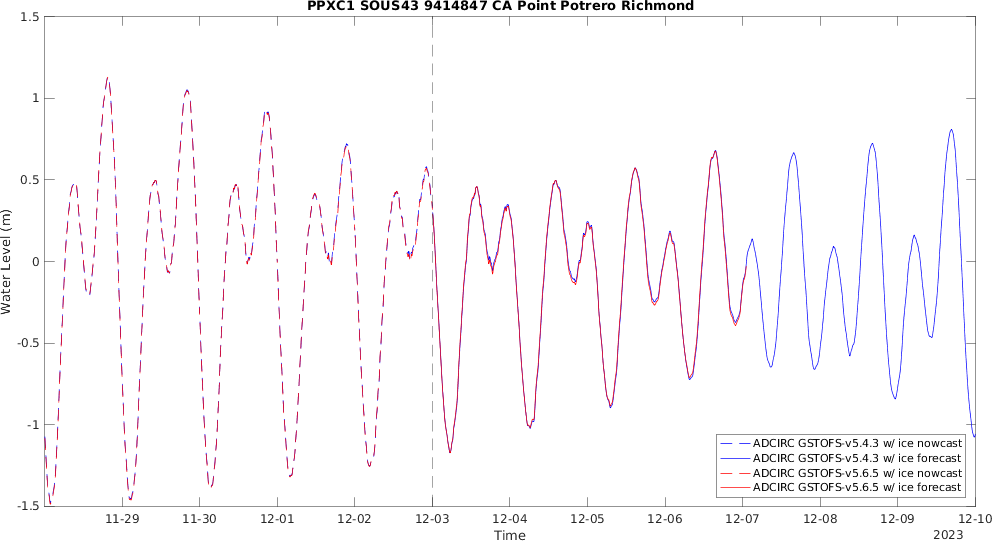 PPXC1 SOUS43 9414847 CA Point Potrero Richmond
1.5
1
0.5
0
-0.5
-1
-1.5
Water Level (m)
11-29 11-30 12-01 12-02 12-03 12-04 12-05 12-06 12-07 12-08 12-09 12-10
Time
2023
ADCIRC GSTOFS-v5.4.3 w/ ice nowcast
ADCIRC GSTOFS-v5.4.3 w/ ice forecast
ADCIRC GSTOFS-v5.6.5 w/ ice nowcast
ADCIRC GSTOFS-v5.6.5 w/ ice forecast